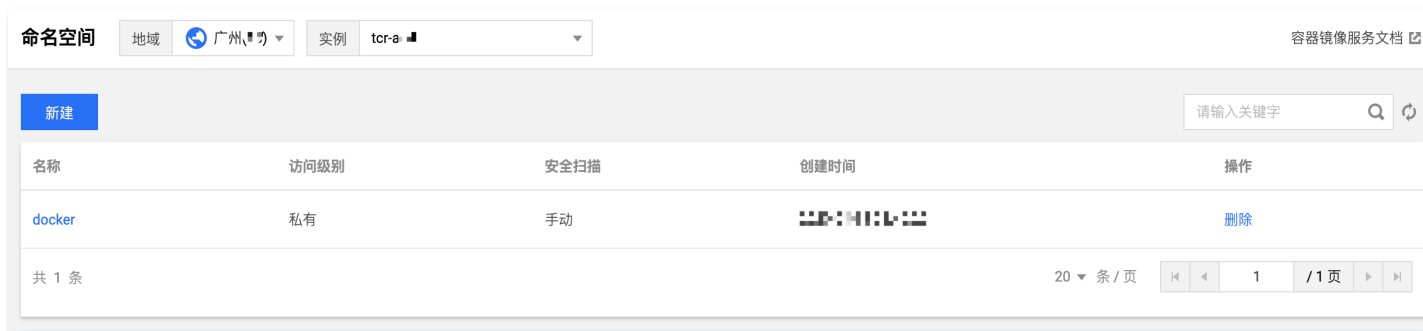 命名空间 地域 广州( ) 实例 tcr-a 容器镜像服务文档
新建 请输入关键字
名称 访问级别 安全扫描 创建时间 操作
docker 私有 手动 删除
共 1 条 20 条 / 页 1 / 1 页